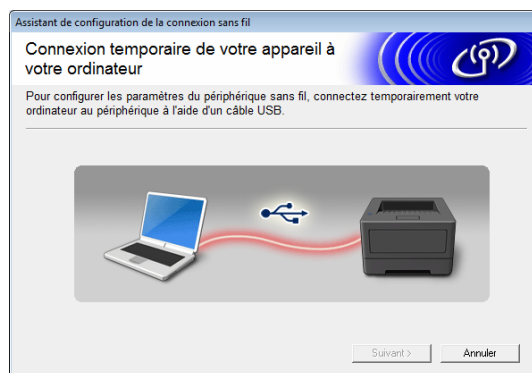 Assistant de configuration de la connexion sans fil
Connexion temporaire de votre appareil à
votre ordinateur
Pour configurer les paramètres du périphérique sans fil, connectez temporairement votre
ordinateur au périphérique à l'aide d'un câble USB.
Suivant >
Annuler